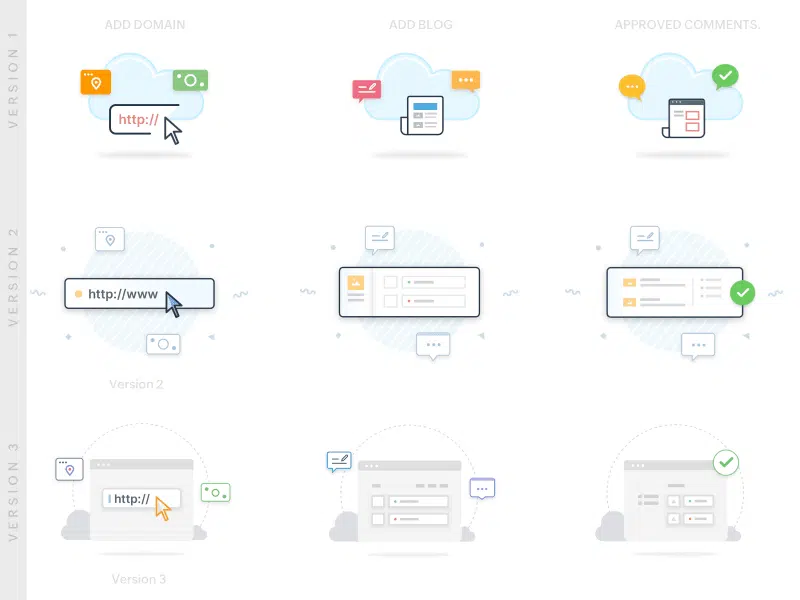 ADD DOMAIN
ADD BLOG
APPROVED COMMENTS.
VERSION 1
http://
VERSION 2
http://www
Version 2
VERSION 3
http://
Version 3